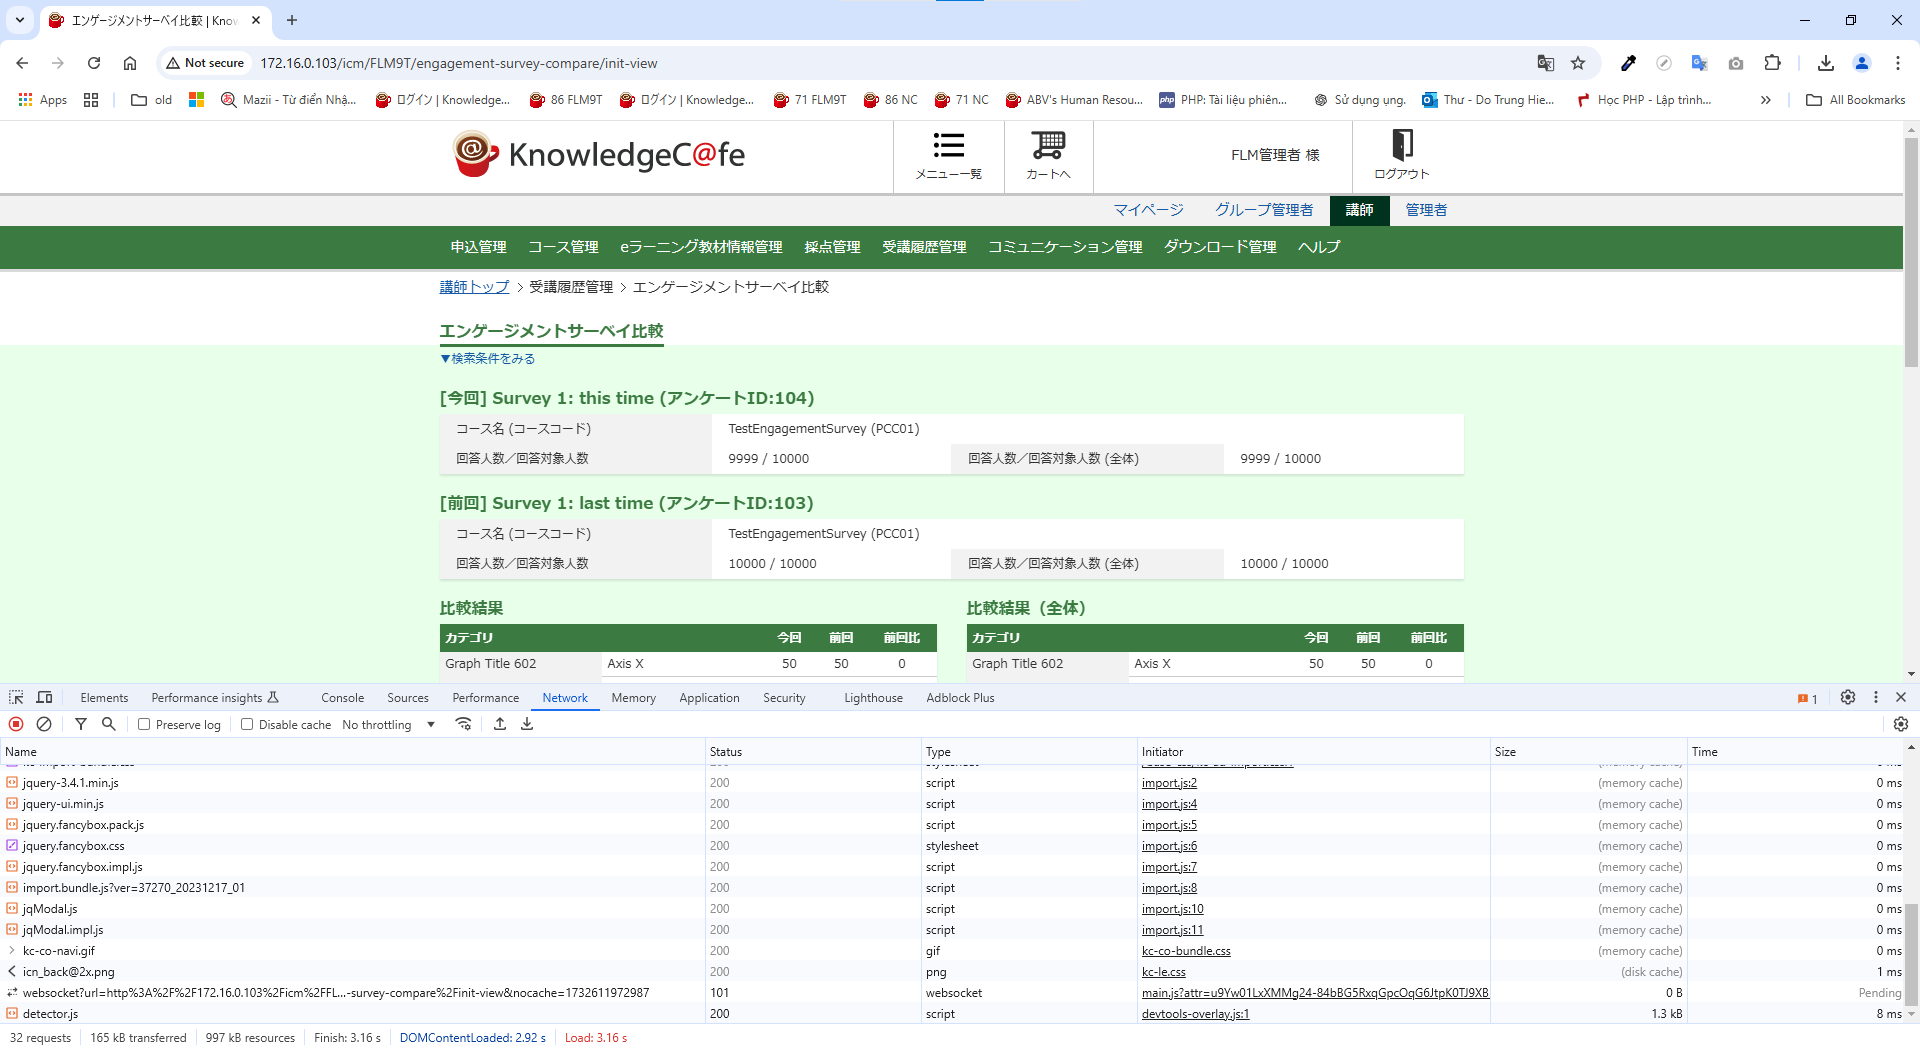 エンゲージメントサーベイ比較 | Know
Not secure 172.16.0.103/icm/FLM9T/engagement-survey-compare/init-view
Apps old Mazii - Từ điển Nhậ... ログイン | Knowledge... 86 FLM9T ログイン | Knowledge... 71 FLM9T 86 NC 71 NC ABV's Human Resou... php PHP: Tài liệu phiên... Sử dụng ụng. Thư - Do Trung Hie... Học PHP - Lập trình... All Bookmarks
KnowledgeC@fe メニュー一覧 カートへ FLM管理者 様 ログアウト
マイページ グループ管理者 講師 管理者
申込管理 コース管理 eラーニング教材情報管理 採点管理 受講履歴管理 コミュニケーション管理 ダウンロード管理 ヘルプ
講師トップ > 受講履歴管理 > エンゲージメントサーベイ比較
エンゲージメントサーベイ比較
▼検索条件をみる
[今回] Survey 1: this time (アンケートID:104)
コース名 (コースコード) TestEngagementSurvey (PCC01)
回答人数／回答対象人数 9999 / 10000 回答人数／回答対象人数 (全体) 9999 / 10000
[前回] Survey 1: last time (アンケートID:103)
コース名 (コースコード) TestEngagementSurvey (PCC01)
回答人数／回答対象人数 10000 / 10000 回答人数／回答対象人数 (全体) 10000 / 10000
比較結果 比較結果（全体）
カテゴリ 今回 前回 前回比 カテゴリ 今回 前回 前回比
Graph Title 602 Axis X 50 50 0 Graph Title 602 Axis X 50 50 0
Elements Performance insights Console Sources Performance Network Memory Application Security Lighthouse Adblock Plus 1
Preserve log Disable cache No throttling
Name Status Type Initiator Size Time
jquery-3.4.1.min.js 200 script import.js:2 (memory cache) 0 ms
jquery-ui.min.js 200 script import.js:4 (memory cache) 0 ms
jquery.fancybox.pack.js 200 script import.js:5 (memory cache) 0 ms
jquery.fancybox.css 200 stylesheet import.js:6 (memory cache) 0 ms
jquery.fancybox.impl.js 200 script import.js:7 (memory cache) 0 ms
import.bundle.js?ver=37270_20231217_01 200 script import.js:8 (memory cache) 0 ms
jqModal.js 200 script import.js:10 (memory cache) 0 ms
jqModal.impl.js 200 script import.js:11 (memory cache) 0 ms
kc-co-navi.gif 200 gif kc-co-bundle.css (memory cache) 0 ms
icn_back@2x.png 200 png kc-le.css (disk cache) 1 ms
websocket?url=http%3A%2F%2F172.16.0.103%2Ficm%2FFL...-survey-compare%2Finit-view&nocache=1732611972987 101 websocket main.js?attr=u9Yw01LxXMMg24-84bBG5RxqGpcOqG6JtpK0TJ9XB 0 B Pending
detector.js 200 script devtools-overlay.js:1 1.3 kB 8 ms
32 requests 165 kB transferred 997 kB resources Finish: 3.16 s DOMContentLoaded: 2.92 s Load: 3.16 s